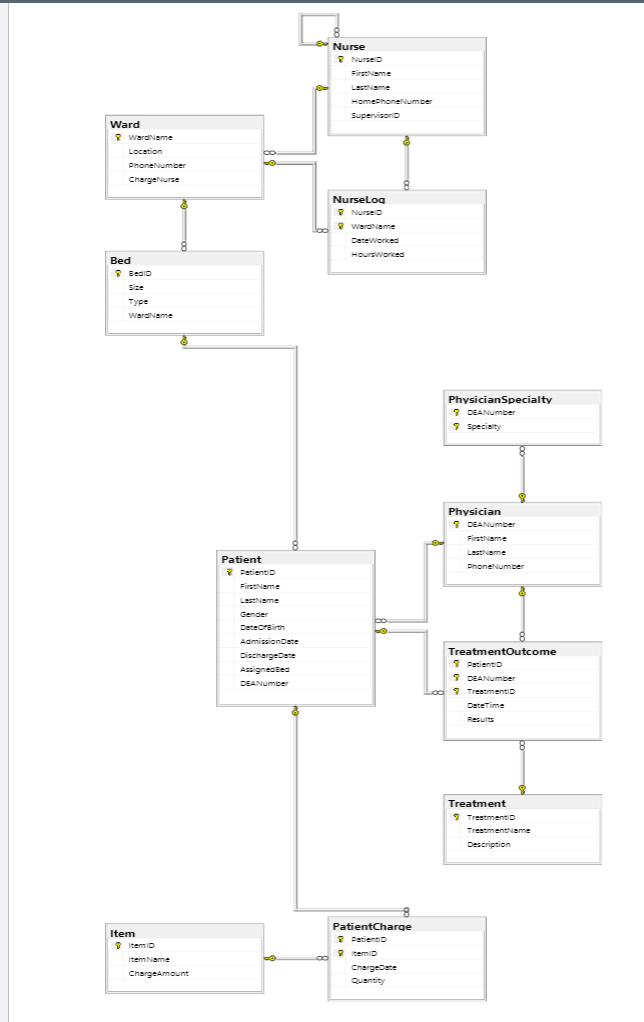 Nurse
NurseID
FirstName
LastName
HomePhoneNumber
SupervisorID
Ward
WardName
Location
PhoneNumber
ChargeNurse
NurseLog
NurseID
WardName
DateWorked
HoursWorked
Bed
BedID
Size
Type
WardName
PhysicianSpecialty
DEANumber
Specialty
Physician
DEANumber
FirstName
LastName
PhoneNumber
Patient
PatientID
FirstName
LastName
Gender
DateOfBirth
AdmissionDate
DischargeDate
AssignedBed
DEANumber
TreatmentOutcome
PatientID
DEANumber
TreatmentID
DateTime
Results
Treatment
TreatmentID
TreatmentName
Description
Item
ItemID
ItemName
ChargeAmount
PatientCharge
PatientID
ItemID
ChargeDate
Quantity